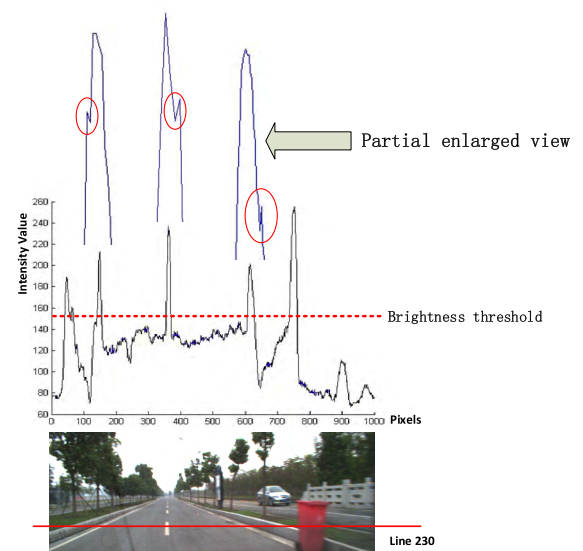 Partial enlarged view
Intensity Value
260
240
220
200
180
160
140
120
100
80
60
Brightness threshold
0 100 200 300 400 500 600 700 800 900 1000
Pixels
Line 230